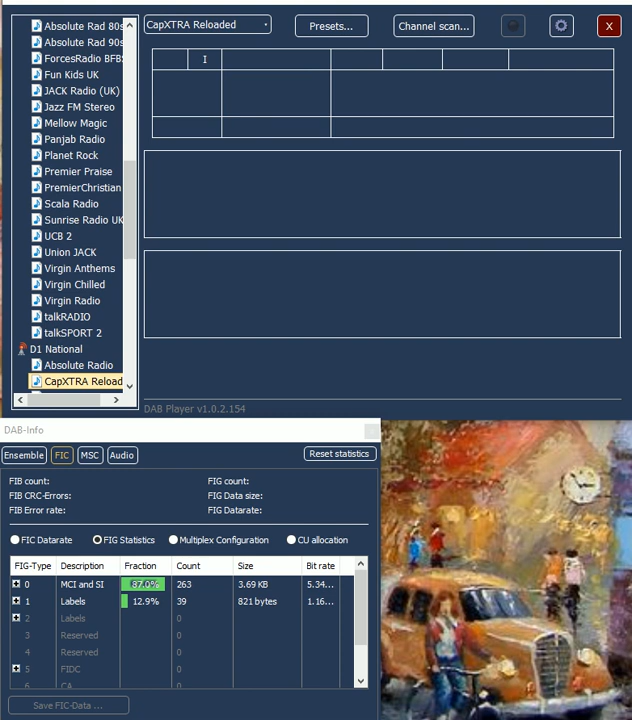 Absolute Rad 80s
Absolute Rad 90s
ForcesRadio BFBS
Fun Kids UK
JACK Radio (UK)
Jazz FM Stereo
Mellow Magic
Panjab Radio
Planet Rock
Premier Praise
PremierChristian
Scala Radio
Sunrise Radio UK
UCB 2
Union JACK
Virgin Anthems
Virgin Chilled
Virgin Radio
talkRADIO
talkSPORT 2
D1 National
Absolute Radio
CapXTRA Reload
CapXTRA Reloaded
Presets...
Channel scan...
X
I
DAB Player v1.0.2.154
DAB-Info
Ensemble FIC MSC Audio Reset statistics
FIB count: FIG count:
FIB CRC-Errors: FIG Data size:
FIB Error rate: FIG Datarate:
FIC Datarate FIG Statistics Multiplex Configuration CU allocation
FIG-Type Description Fraction Count Size Bit rate
0 MCI and SI 87.0% 263 3.69 KB 5.34...
1 Labels 12.9% 39 821 bytes 1.16...
2 Labels 0
3 Reserved 0
4 Reserved 0
5 FIDC 0
6 CA 0
Save FIC-Data ...